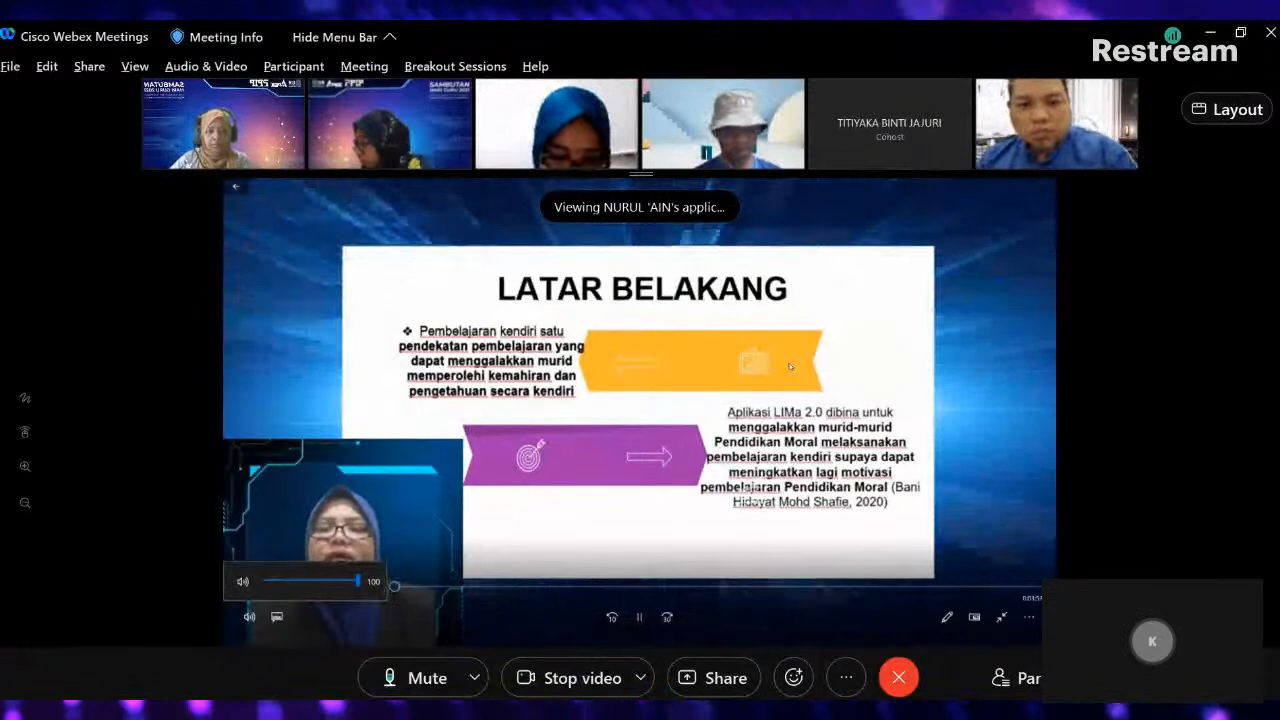 Cisco Webex Meetings
Meeting Info
Hide Menu Bar
Restream
File Edit Share View Audio & Video Participant Meeting Breakout Sessions Help
SAMBUTAN
TITIYAKA BINTI JAJURI
Cohost
Layout
Viewing NURUL 'AIN's applic...
LATAR BELAKANG
❖ Pembelajaran kendiri satu
pendekatan pembelajaran yang
dapat menggalakkan murid
memperolehi kemahiran dan
pengetahuan secara kendiri
Aplikasi LIMa 2.0 dibina untuk
menggalakkan murid-murid
Pendidikan Moral melaksanakan
pembelajaran kendiri supaya dapat
meningkatkan lagi motivasi
pembelajaran Pendidikan Moral (Bani
Hidayat Mohd Shafie, 2020)
100
10
30
K
Mute
Stop video
Share
Par